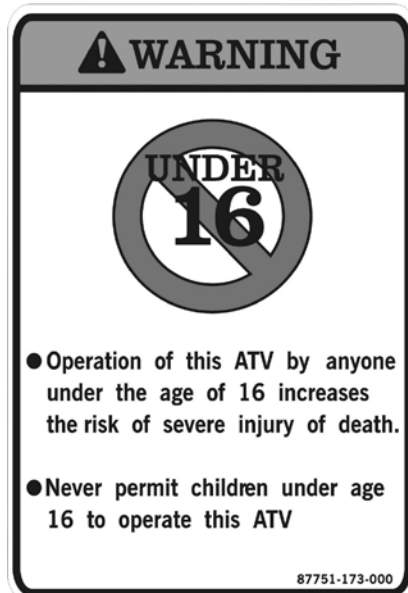 WARNING
UNDER
16
● Operation of this ATV by anyone
under the age of 16 increases
the risk of severe injury of death.
● Never permit children under age
16 to operate this ATV
87751-173-000